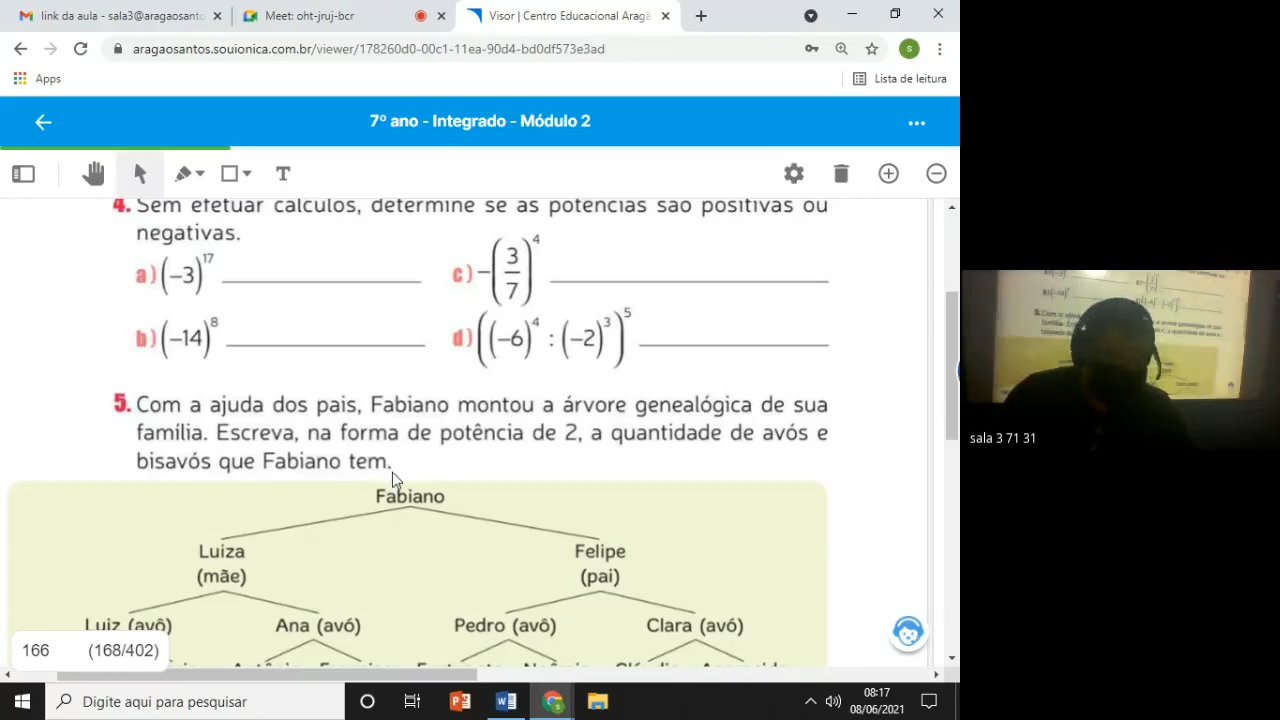 link da aula - sala3@aragaosant
Meet: oht-jruj-bcr
Visor | Centro Educacional Aragã
aragaosantos.souionica.com.br/viewer/178260d0-00c1-11ea-90d4-bd0df573e3ad
s
Apps
Lista de leitura
7º ano - Integrado - Módulo 2
T
4. Sem efetuar cálculos, determine se as potências são positivas ou
negativas.
a) (−3)^17 ____ c) −(3/7)^4 ____
b) (−14)^8 ____ d) ((−6)^4 : (−2)^3)^5 ____
5. Com a ajuda dos pais, Fabiano montou a árvore genealógica de sua
família. Escreva, na forma de potência de 2, a quantidade de avós e
bisavós que Fabiano tem.
Fabiano
Luiza Felipe
(mãe) (pai)
Luiz (avô) Ana (avó) Pedro (avô) Clara (avó)
166 (168/402)
sala 3 71 31
Digite aqui para pesquisar
08:17
08/06/2021